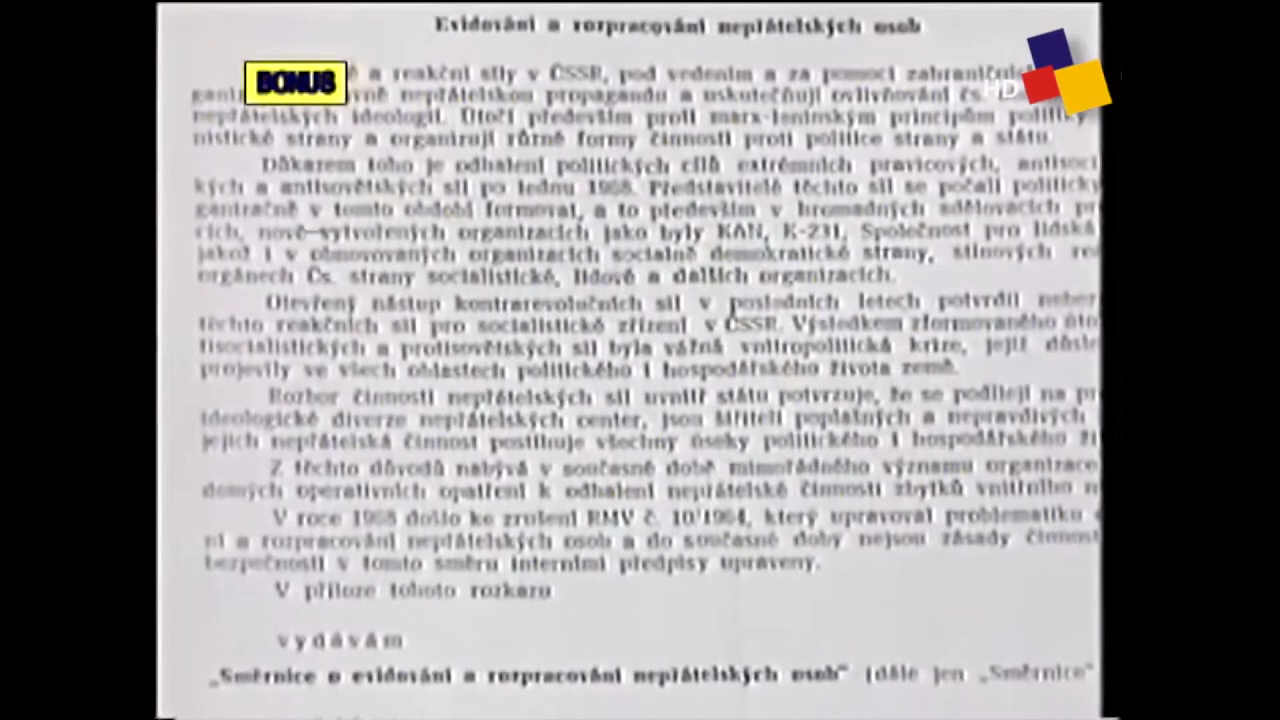 Evidování a rozpracování nepřátelských osob
BONUS
HD
a reakční síly v ČSSR, pod vedením a za pomoci
nepřátelskou propagandu a uskutečňují ovlivňování čs.
nepřátelských ideologií. Útočí především proti marx-leninským principům politiky
nistické strany a organizují různé formy činnosti proti politice strany a státu.
Důkazem toho je odhalení politických cílů extrémních pravicových, antisoci
kých a antisovětských sil po lednu 1968. Představitelé těchto sil se počali politicky
ganizačně v tomto období formovat, a to především v hromadných sdělovacích
cích, nově vytvořených organizacích jako byly KAN, K-231, Společnost pro lidská
jakož i v obnovovaných organizacích sociálně demokratické strany, stínových
orgánech Čs. strany socialistické, lidové a dalších organizacích.
Otevřený nástup kontrarevolučních sil v posledních letech potvrdil
těchto reakčních sil pro socialistické zřízení v ČSSR. Výsledkem zformovaného úto
tisocialistických a protisovětských sil byla vážná vnitropolitická krize, jejíž důsle
projevily ve všech oblastech politického i hospodářského života země.
Rozbor činnosti nepřátelských sil uvnitř státu potvrzuje, že se podílejí na
ideologické diverze nepřátelských center, jsou šiřiteli poplašných a nepravdivých
jejich nepřátelská činnost postihuje všechny úseky politického i hospodářského ži
Z těchto důvodů nabývá v současné době mimořádného významu organizace
domých operativních opatření k odhalení nepřátelské činnosti zbytků vnitřního n
V roce 1968 došlo ke zrušení RMV č. 10/1964, který upravoval problematiku
ní a rozpracování nepřátelských osob a do současné doby nejsou zásady činnost
bezpečnosti v tomto směru interními předpisy upraveny.
V příloze tohoto rozkazu
vydávám
„Směrnice o evidování a rozpracování nepřátelských osob" (dále jen „Směrnice"